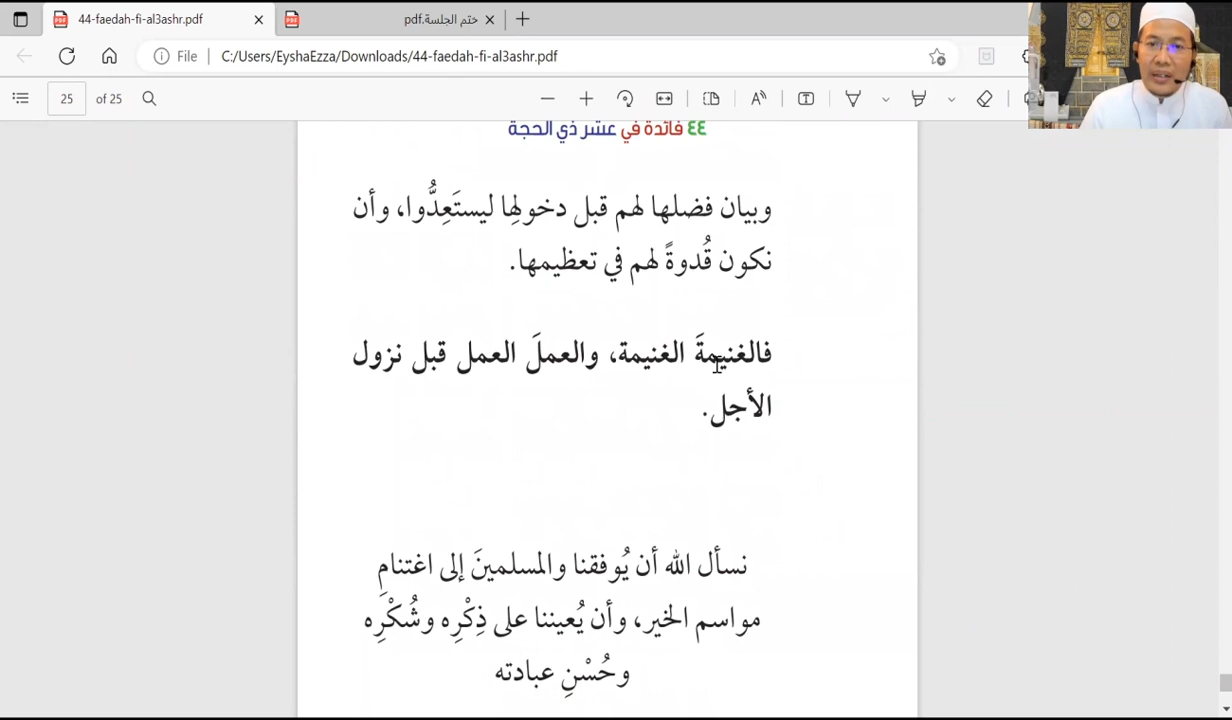 44-faedah-fi-al3ashr.pdf
ختم الجلسة.pdf
File
C:/Users/EyshaEzza/Downloads/44-faedah-fi-al3ashr.pdf
25 of 25
٤٤ فائدة في عشر ذي الحجة
وبيان فضلها لهم قبل دخولِها ليستَعِدُّوا، وأن
نكون قُدوةً لهم في تعظيمها.
فالغنيمةَ الغنيمة، والعملَ العمل قبل نزول
الأجل.
نسأل الله أن يُوفقنا والمسلمينَ إلى اغتنامِ
مواسم الخير، وأن يُعيننا على ذِكْرِه وشُكْرِه
وحُسْنِ عبادته